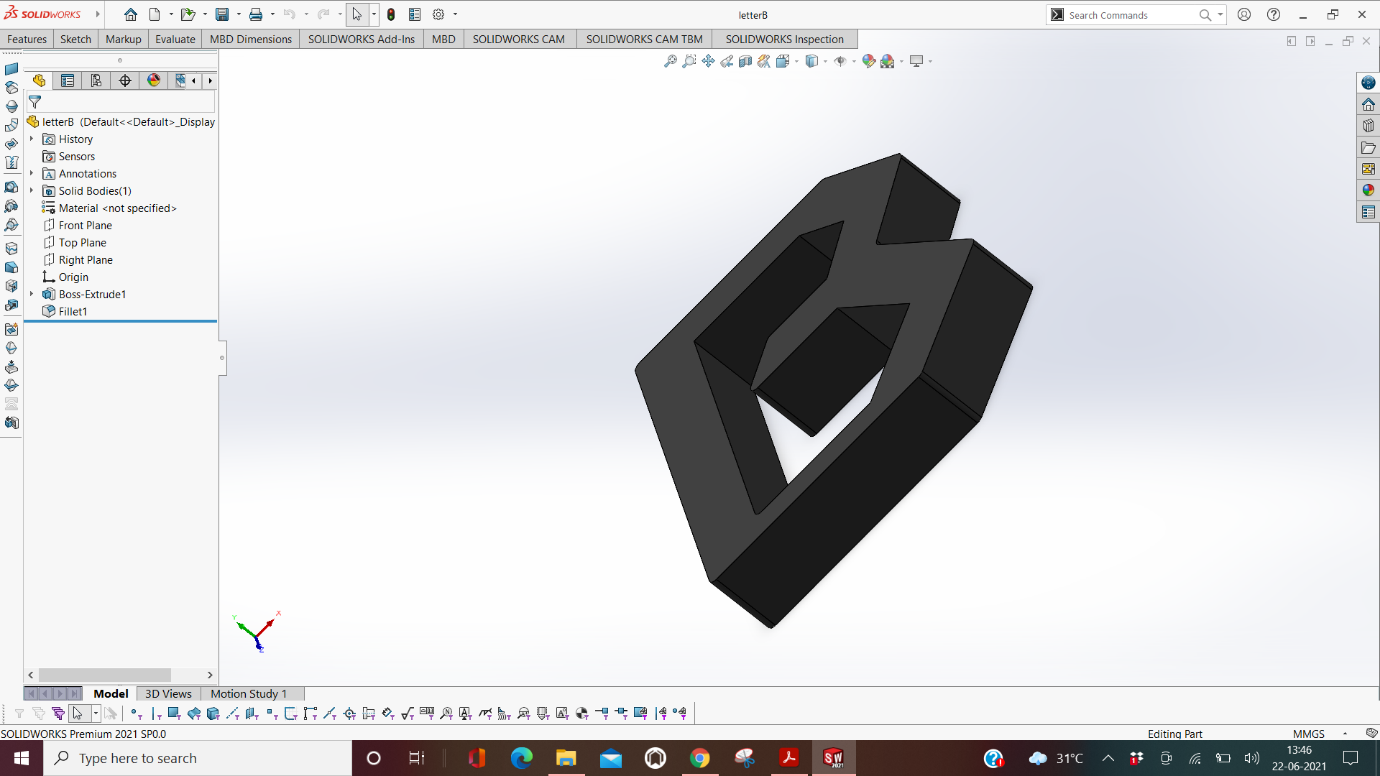 SOLIDWORKS
letterB
Search Commands
Features Sketch Markup Evaluate MBD Dimensions SOLIDWORKS Add-Ins MBD SOLIDWORKS CAM SOLIDWORKS CAM TBM SOLIDWORKS Inspection
letterB (Default<<Default>_Display
History
Sensors
Annotations
Solid Bodies(1)
Material <not specified>
Front Plane
Top Plane
Right Plane
Origin
Boss-Extrude1
Fillet1
Y X
Z
Model 3D Views Motion Study 1
SOLIDWORKS Premium 2021 SP0.0 Editing Part MMGS
Type here to search 31°C 13:46
22-06-2021